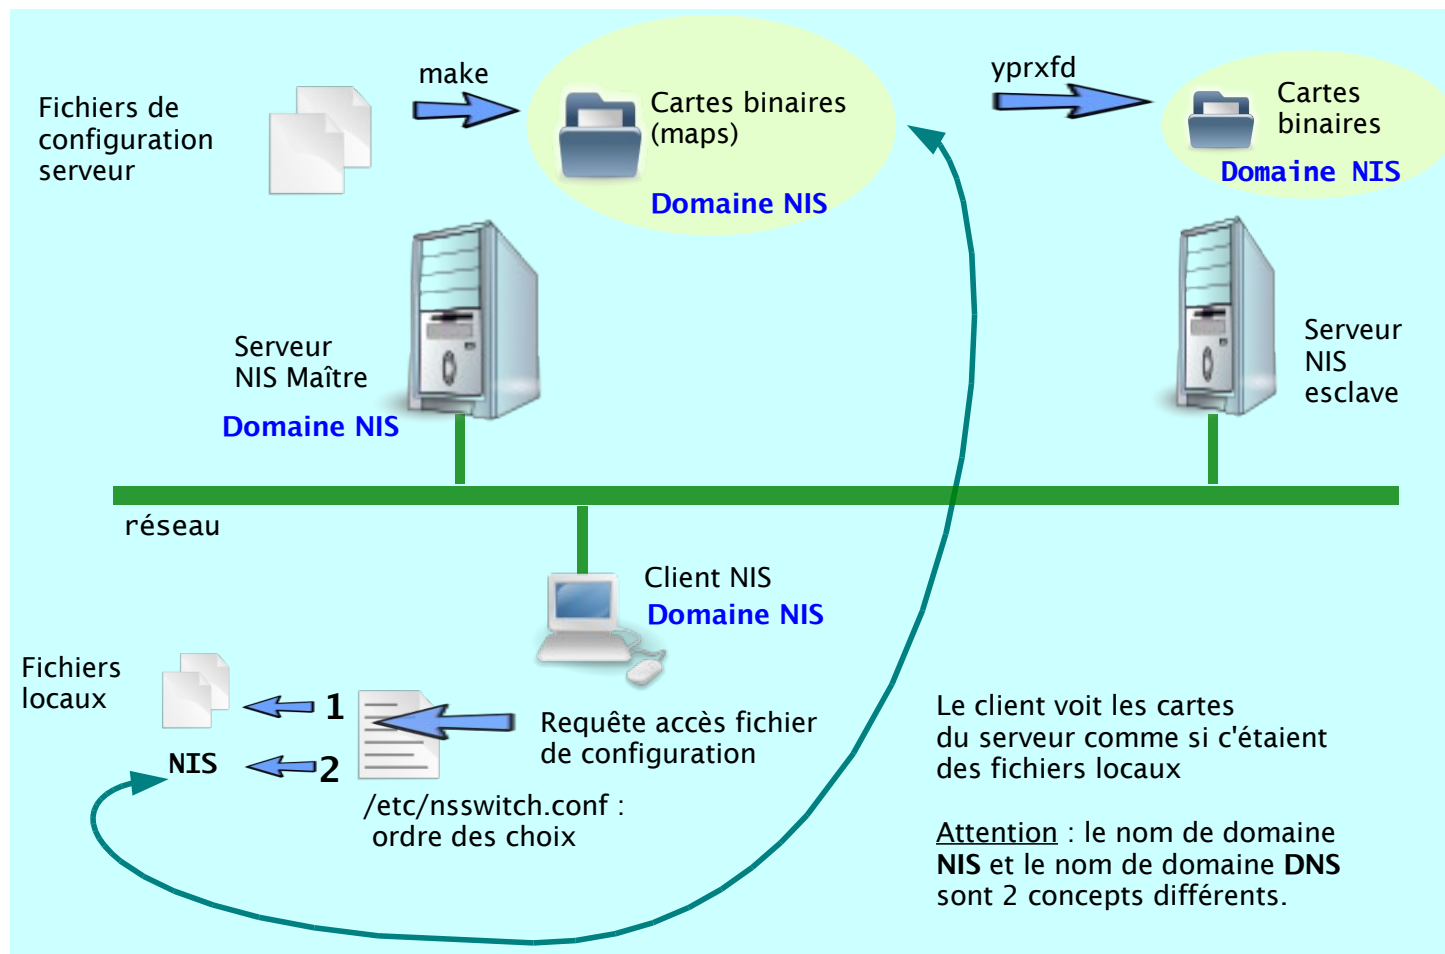 make
yprxfd
Fichiers de
configuration
serveur
Cartes binaires
(maps)
Domaine NIS
Cartes
binaires
Domaine NIS
Serveur
NIS Maître
Domaine NIS
Serveur
NIS
esclave
réseau
Client NIS
Domaine NIS
Fichiers
locaux
1
NIS
2
Requête accès fichier
de configuration
/etc/nsswitch.conf :
ordre des choix
Le client voit les cartes
du serveur comme si c'étaient
des fichiers locaux
Attention : le nom de domaine
NIS et le nom de domaine DNS
sont 2 concepts différents.